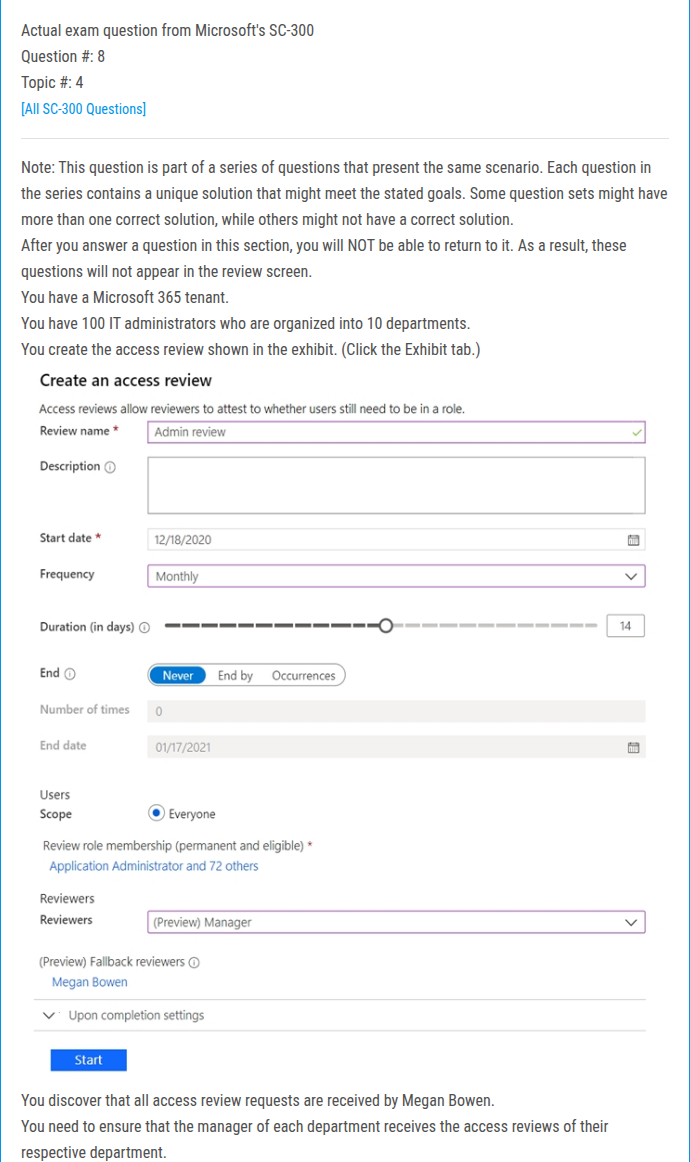 Actual exam question from Microsoft's SC-300
Question #: 8
Topic #: 4
[All SC-300 Questions]
Note: This question is part of a series of questions that present the same scenario. Each question in
the series contains a unique solution that might meet the stated goals. Some question sets might have
more than one correct solution, while others might not have a correct solution.
After you answer a question in this section, you will NOT be able to return to it. As a result, these
questions will not appear in the review screen.
You have a Microsoft 365 tenant.
You have 100 IT administrators who are organized into 10 departments.
You create the access review shown in the exhibit. (Click the Exhibit tab.)
Create an access review
Access reviews allow reviewers to attest to whether users still need to be in a role.
Review name * Admin review
Description
Start date * 12/18/2020
Frequency Monthly
Duration (in days) 14
End Never End by Occurrences
Number of times 0
End date 01/17/2021
Users
Scope Everyone
Review role membership (permanent and eligible) *
Application Administrator and 72 others
Reviewers
Reviewers (Preview) Manager
(Preview) Fallback reviewers
Megan Bowen
Upon completion settings
Start
You discover that all access review requests are received by Megan Bowen.
You need to ensure that the manager of each department receives the access reviews of their
respective department.